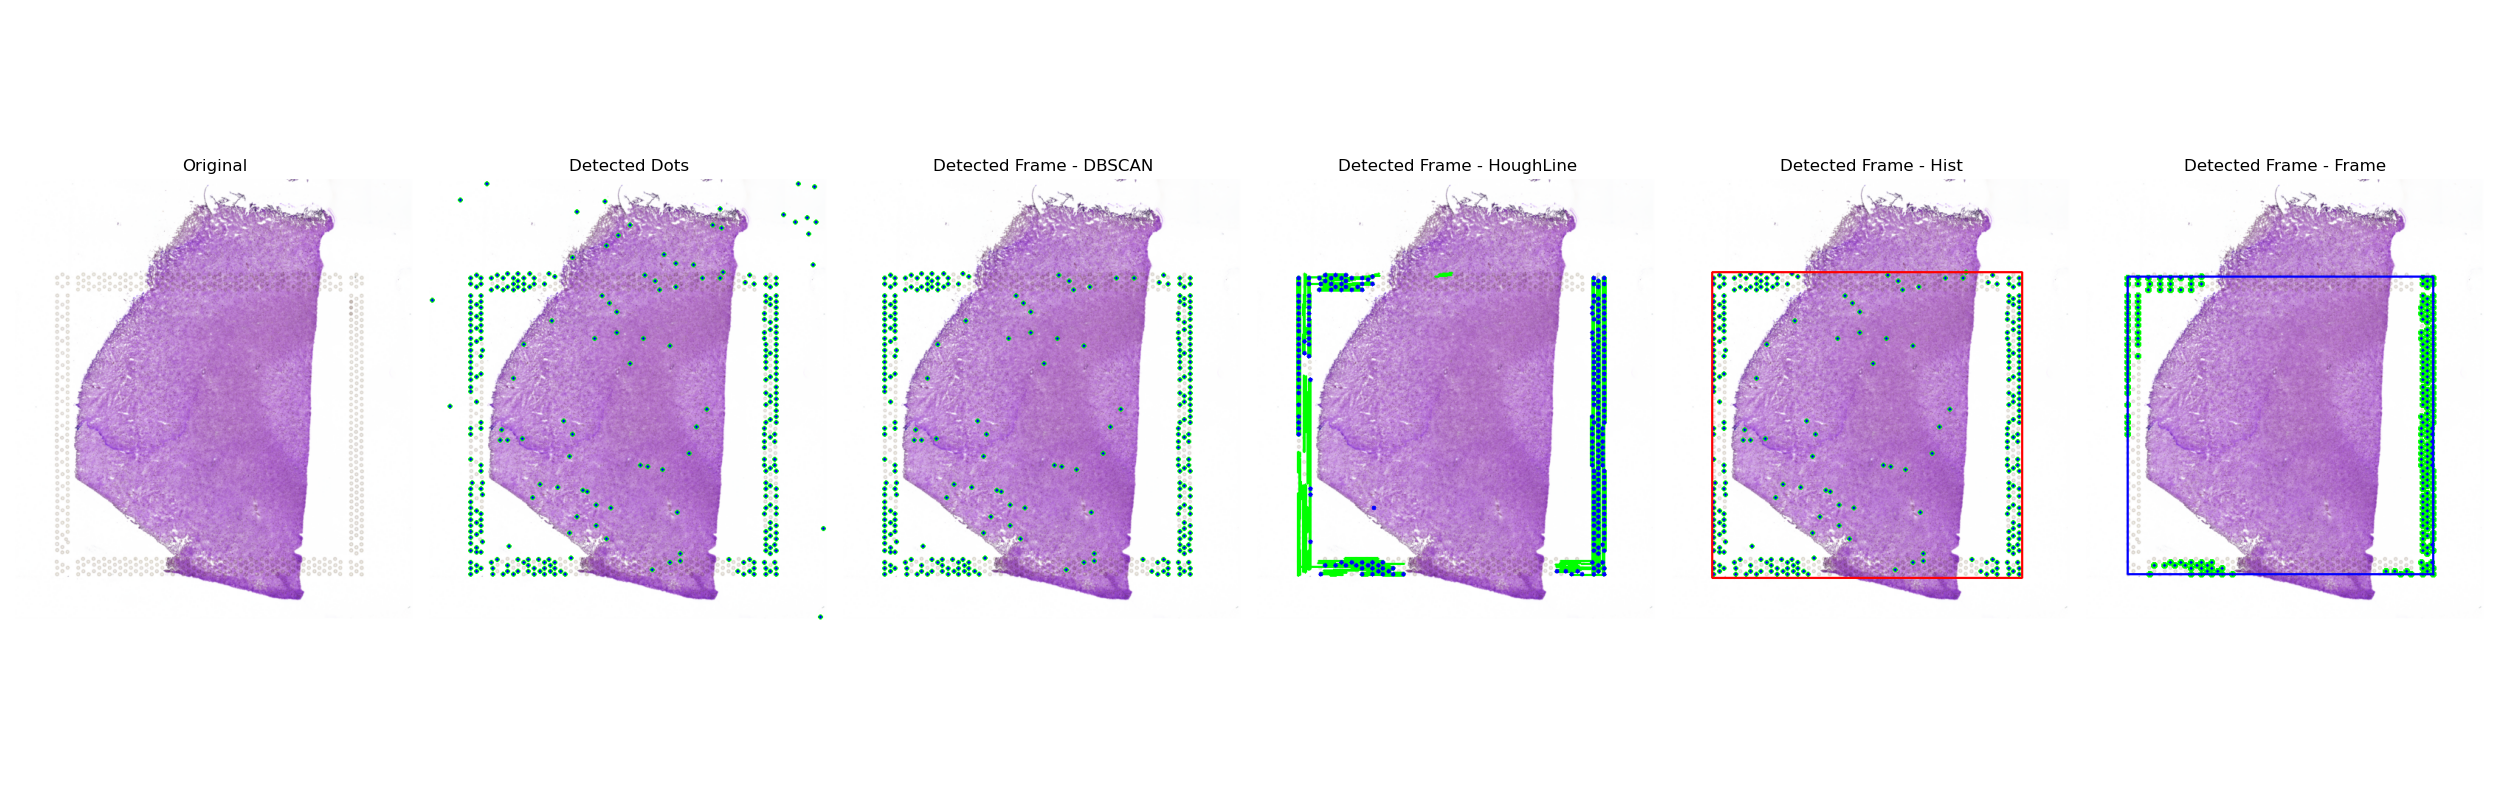 Original
Detected Dots
Detected Frame - DBSCAN
Detected Frame - HoughLine
Detected Frame - Hist
Detected Frame - Frame